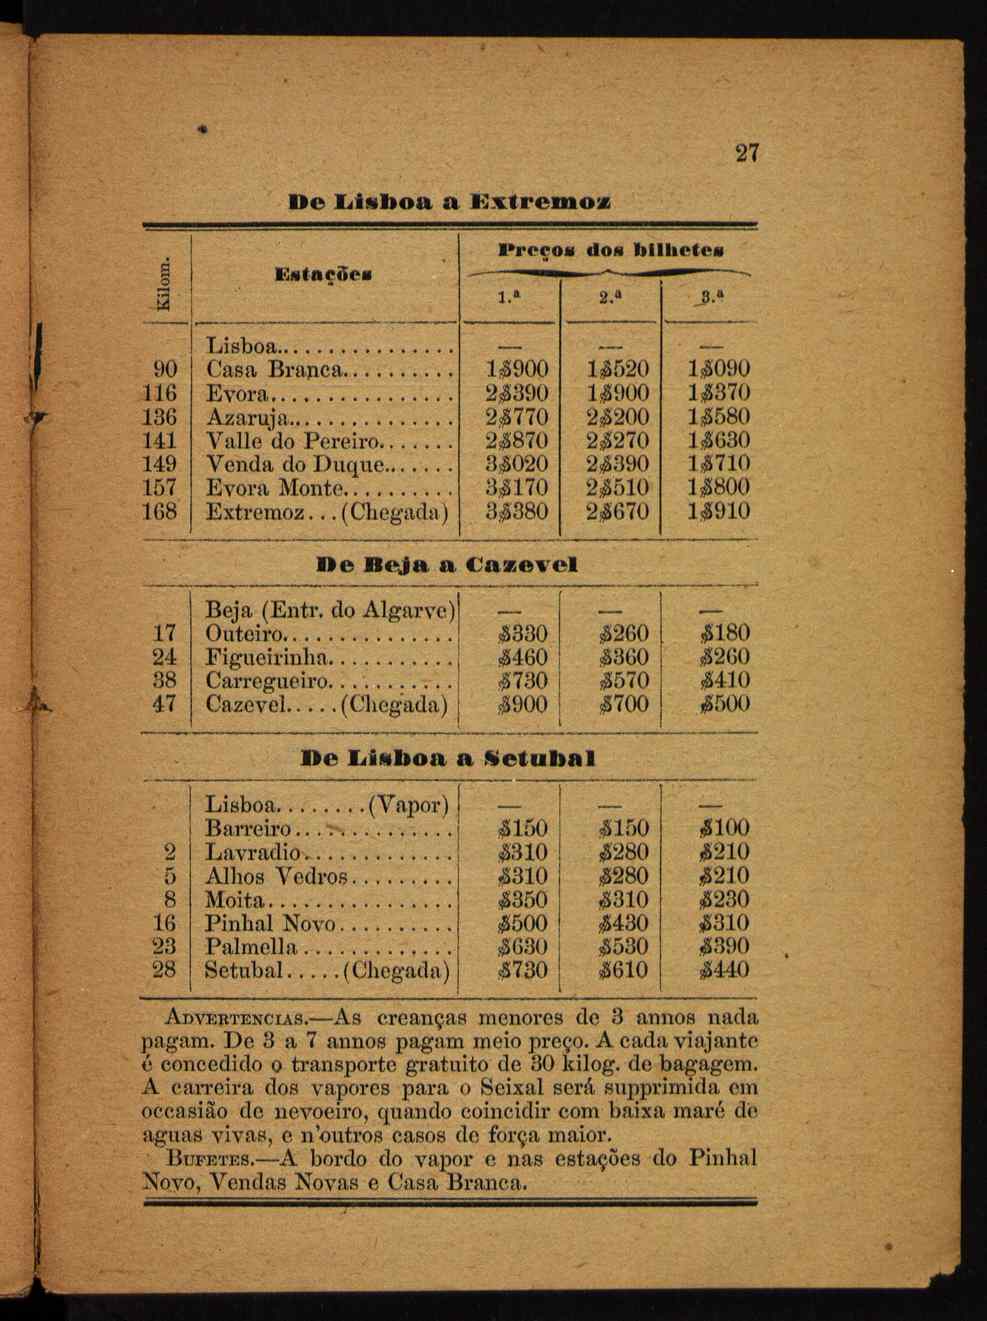 27
De Lisboa a Extremoz
Kilom. Estações Preços dos bilhetes
1.ª 2.ª 3.ª
Lisboa................ — — —
90 Casa Branca.......... 1$900 1$520 1$090
116 Evora................ 2$390 1$900 1$370
136 Azaruja.............. 2$770 2$200 1$580
141 Valle do Pereiro....... 2$870 2$270 1$630
149 Venda do Duque....... 3$020 2$390 1$710
157 Evora Monte.......... 3$170 2$510 1$800
168 Extremoz...(Chegada) 3$380 2$670 1$910
De Beja a Cazevel
Beja (Entr. do Algarve) — — —
17 Outeiro............... $330 $260 $180
24 Figueirinha........... $460 $360 $260
38 Carregueiro........... $730 $570 $410
47 Cazevel.....(Chegada) $900 $700 $500
De Lisboa a Setubal
Lisboa........(Vapor) — — —
Barreiro.............. $150 $150 $100
2 Lavradio............. $310 $280 $210
5 Alhos Vedros......... $310 $280 $210
8 Moita................ $350 $310 $230
16 Pinhal Novo.......... $500 $430 $310
23 Palmella............. $630 $530 $390
28 Setubal.....(Chegada) $730 $610 $440
ADVERTENCIAS.—As creanças menores de 3 annos nada
pagam. De 3 a 7 annos pagam meio preço. A cada viajante
é concedido o transporte gratuito de 30 kilog. de bagagem.
A carreira dos vapores para o Seixal será supprimida em
occasião de nevoeiro, quando coincidir com baixa maré de
aguas vivas, e n'outros casos de força maior.
BUFETES.—A bordo do vapor e nas estações do Pinhal
Novo, Vendas Novas e Casa Branca.